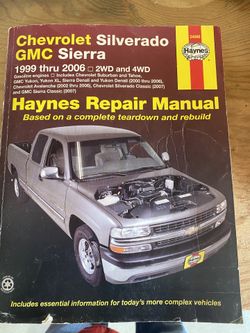 Chevrolet Silverado
GMC Sierra
1999 thru 2006 □ 2WD and 4WD
Gasoline engines □ Includes Chevrolet Suburban and Tahoe,
GMC Yukon, Yukon XL, Sierra Denali and Yukon Denali (2000 thru 2006),
Chevrolet Avalanche (2002 thru 2006), Chevrolet Silverado Classic (2007)
and GMC Sierra Classic (2007)
Haynes
Haynes Repair Manual
Based on a complete teardown and rebuild
Includes essential information for today's more complex vehicles